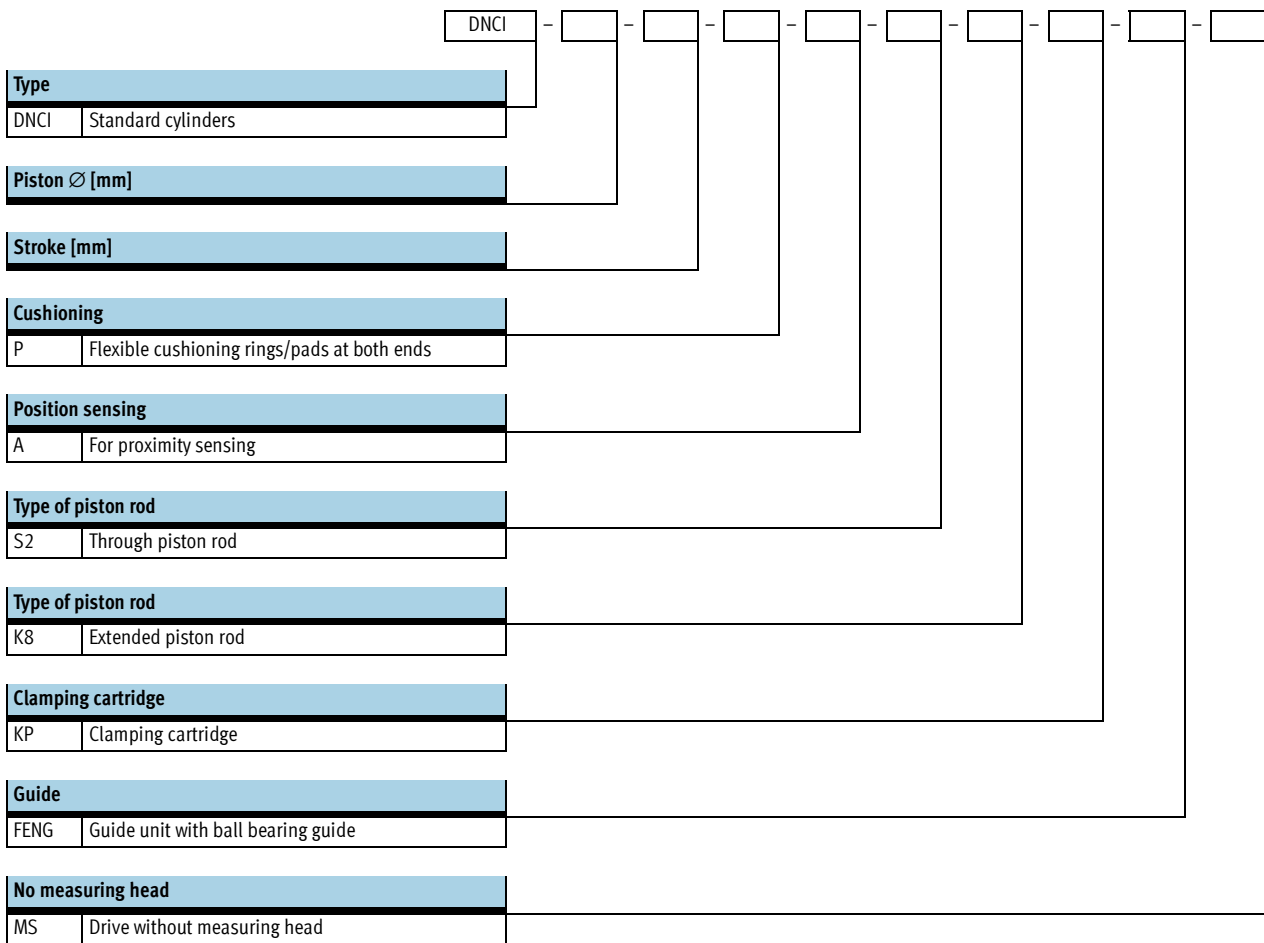 DNCI – – – – – – – – –
Type
DNCI Standard cylinders
Piston ∅ [mm]
Stroke [mm]
Cushioning
P Flexible cushioning rings/pads at both ends
Position sensing
A For proximity sensing
Type of piston rod
S2 Through piston rod
Type of piston rod
K8 Extended piston rod
Clamping cartridge
KP Clamping cartridge
Guide
FENG Guide unit with ball bearing guide
No measuring head
MS Drive without measuring head